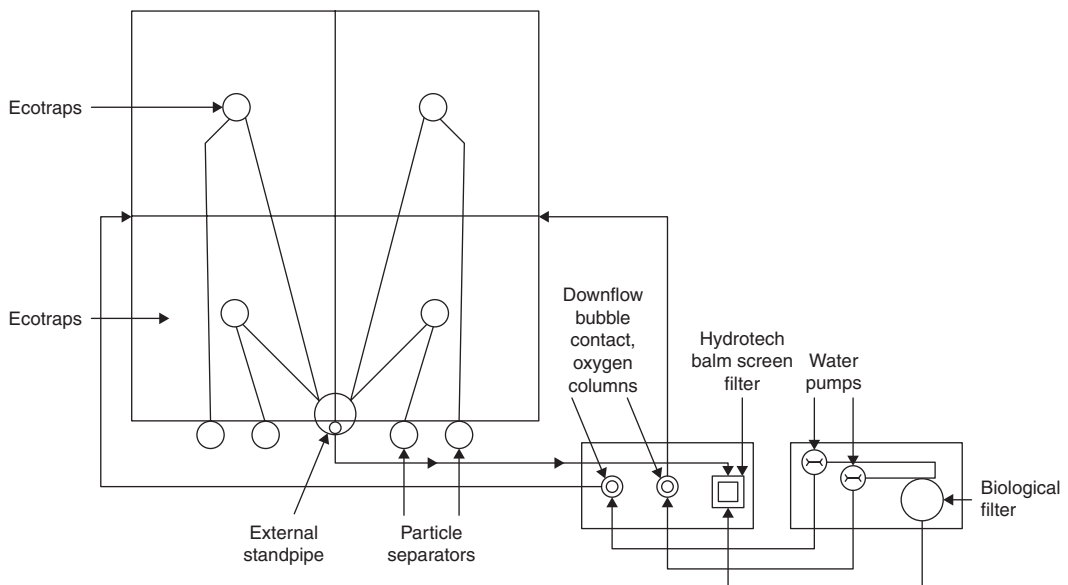 Ecotraps
Ecotraps
Downflow
bubble
contact,
oxygen
columns
Hydrotech
balm screen
filter
Water
pumps
External
standpipe
Particle
separators
Biological
filter